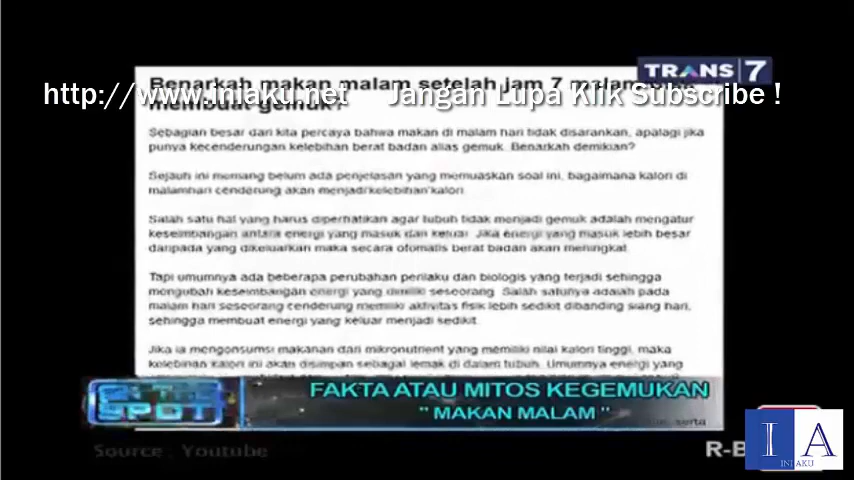 TRANS 7
Benarkah makan malam setelah jam 7 malam
http://www.iniaku.net Jangan Lupa Klik Subscribe !
membuat gemuk?
Sebagian besar dari kita percaya bahwa makan di malam hari tidak disarankan, apalagi jika
punya kecenderungan kelebihan berat badan alias gemuk. Benarkah demikian?
Sejauh ini memang belum ada penjelasan yang memuaskan soal ini, bagaimana kalori di
malamhari cenderung akan menjadi kelebihan kalori.
Salah satu hal yang harus diperhatikan agar tubuh tidak menjadi gemuk adalah mengatur
keseimbangan antara energi yang masuk dan keluar. Jika energi yang masuk lebih besar
daripada yang dikeluarkan maka secara otomatis berat badan akan meningkat.
Tapi umumnya ada beberapa perubahan perilaku dan biologis yang terjadi sehingga
mengubah keseimbangan energi yang dimiliki seseorang. Salah satunya adalah pada
malam hari seseorang cenderung memiliki aktivitas fisik lebih sedikit dibanding siang hari,
sehingga membuat energi yang keluar menjadi sedikit.
Jika ia mengonsumsi makanan dari mikronutrient yang memiliki nilai kalori tinggi, maka
kelebihan kalori ini akan disimpan sebagai lemak di dalam tubuh. Umumnya energi yang
SPOT
FAKTA ATAU MITOS KEGEMUKAN
" MAKAN MALAM "
serta
Source : Youtube
R-B
I A
INI AKU